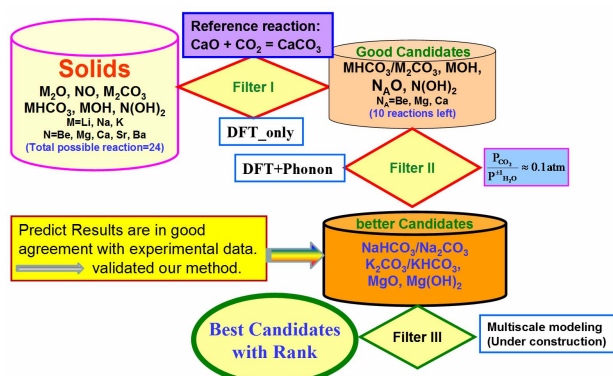 Reference reaction:
CaO + CO₂ = CaCO₃
Solids
M₂O, NO, M₂CO₃
MHCO₃, MOH, N(OH)₂
M=Li, Na, K
N=Be, Mg, Ca, Sr, Ba
(Total possible reaction=24)
Filter I
DFT_only
Good Candidates
MHCO₃/M₂CO₃, MOH,
N_AO, N(OH)₂
N_A=Be, Mg, Ca
(10 reactions left)
DFT+Phonon
Filter II
P_CO₂ / P^±1_H₂O ≈ 0.1atm
Predict Results are in good
agreement with experimental data.
validated our method.
better Candidates
NaHCO₃/Na₂CO₃
K₂CO₃/KHCO₃,
MgO, Mg(OH)₂
Best Candidates
with Rank
Filter III
Multiscale modeling
(Under construction)